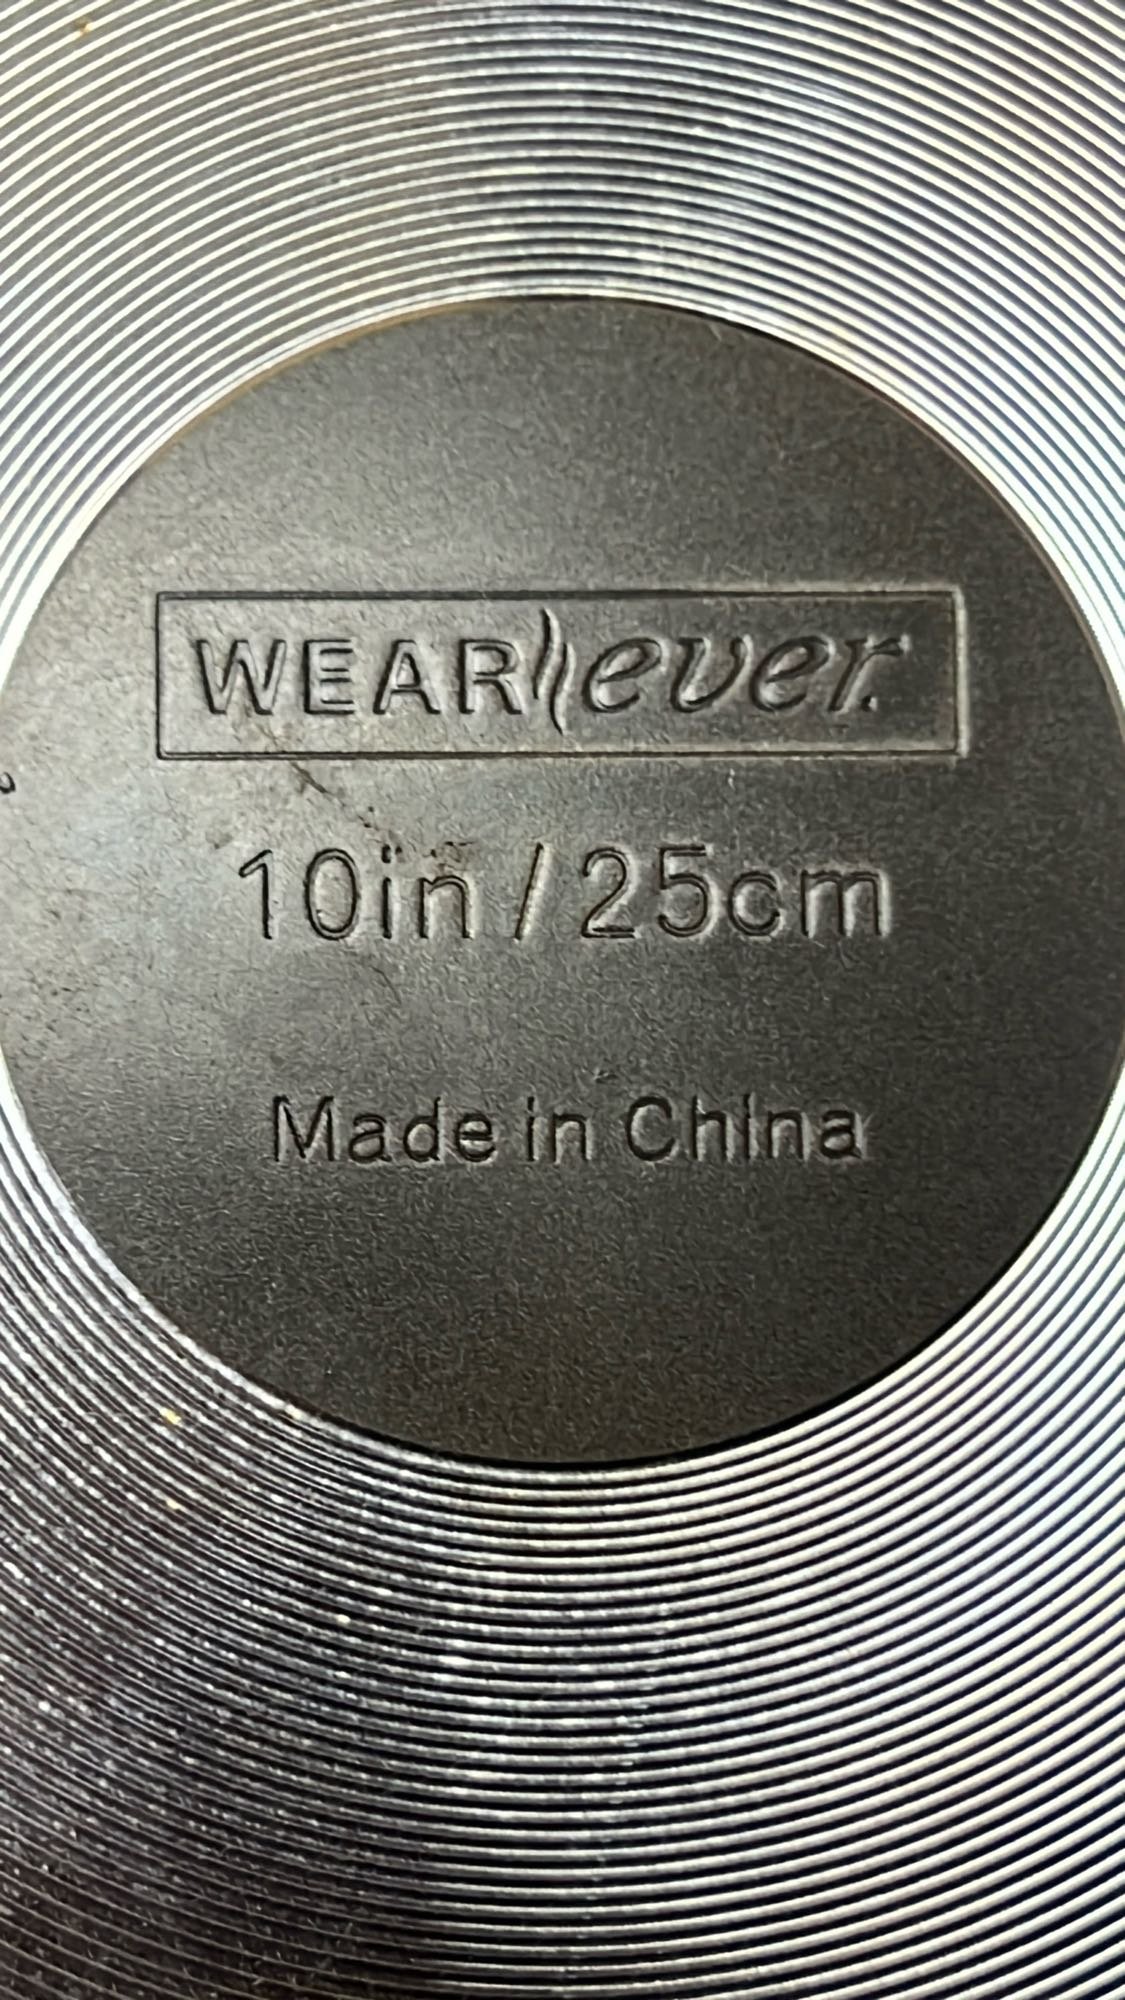 WEARever.
10in / 25cm
Made in China